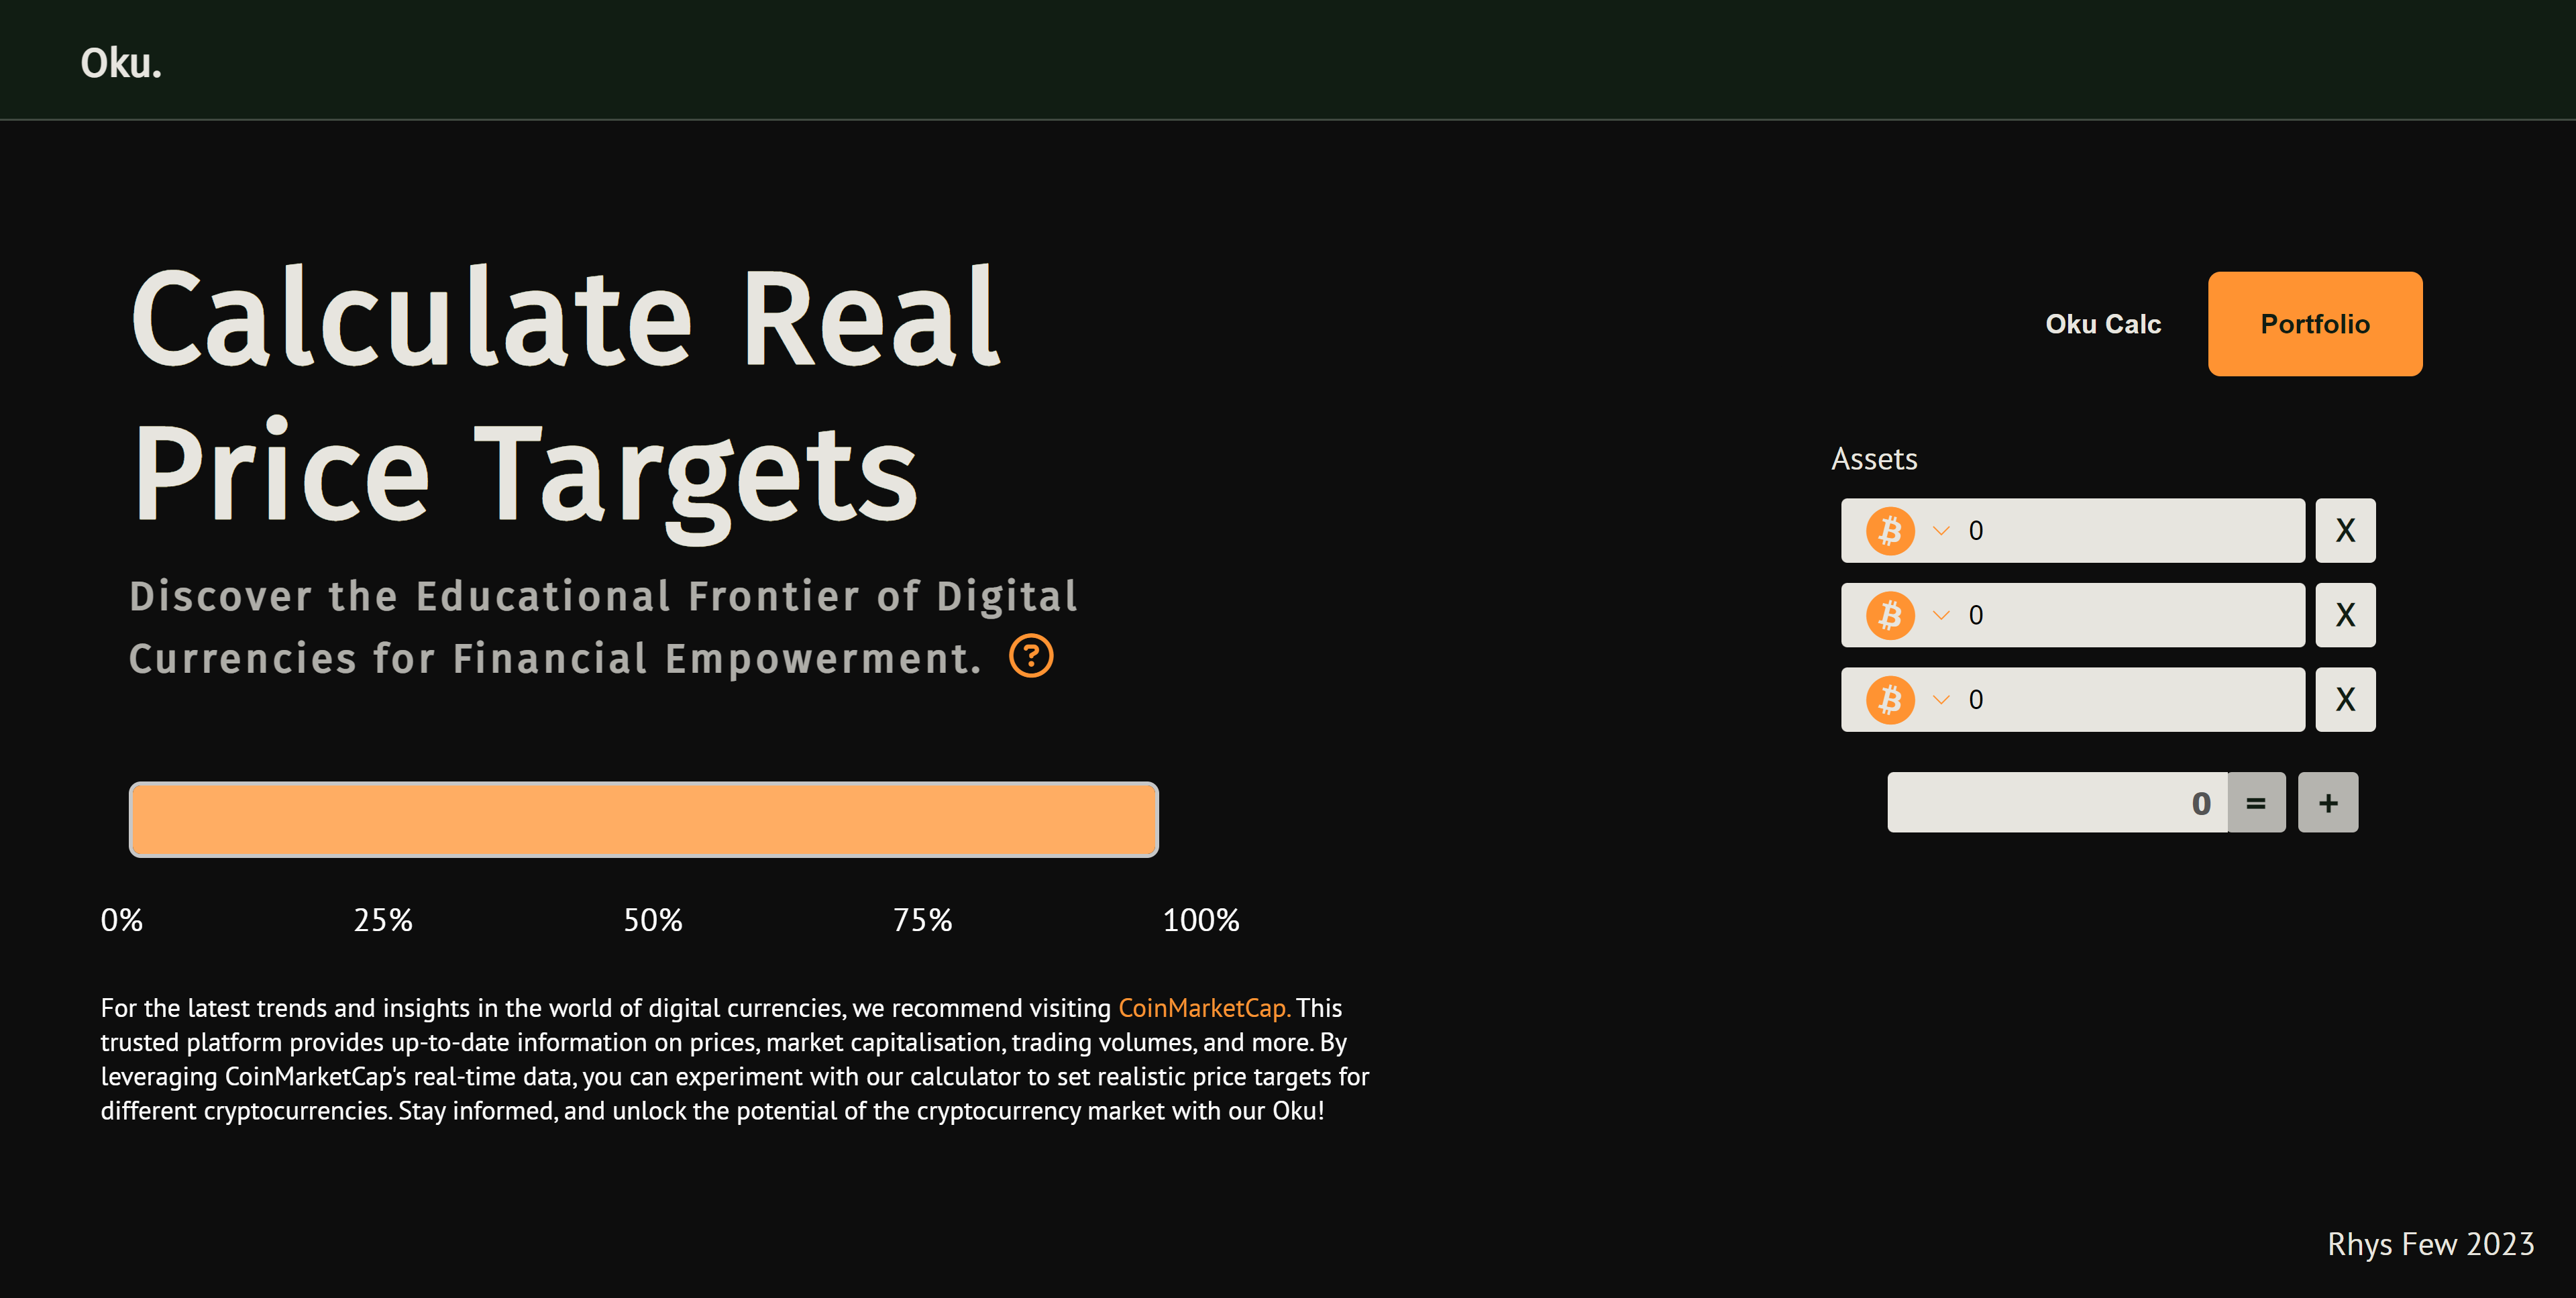 Oku.
Calculate Real
Price Targets
Discover the Educational Frontier of Digital
Currencies for Financial Empowerment. ?
0% 25% 50% 75% 100%
For the latest trends and insights in the world of digital currencies, we recommend visiting CoinMarketCap. This
trusted platform provides up-to-date information on prices, market capitalisation, trading volumes, and more. By
leveraging CoinMarketCap's real-time data, you can experiment with our calculator to set realistic price targets for
different cryptocurrencies. Stay informed, and unlock the potential of the cryptocurrency market with our Oku!
Oku Calc Portfolio
Assets
0 X
0 X
0 X
0 = +
Rhys Few 2023